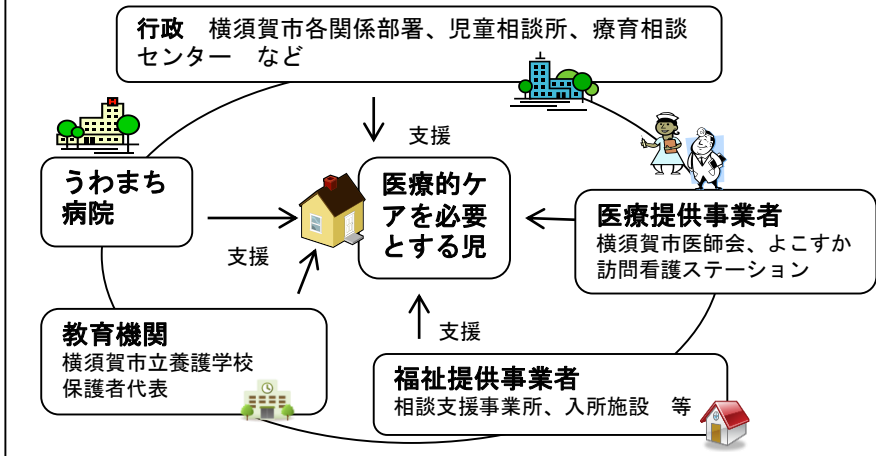 行政　横須賀市各関係部署、児童相談所、療育相談
センター　など
支援
うわまち
病院
医療的ケ
アを必要
とする児
医療提供事業者
横須賀市医師会、よこすか
訪問看護ステーション
支援
教育機関
横須賀市立養護学校
保護者代表
支援
福祉提供事業者
相談支援事業所、入所施設　等